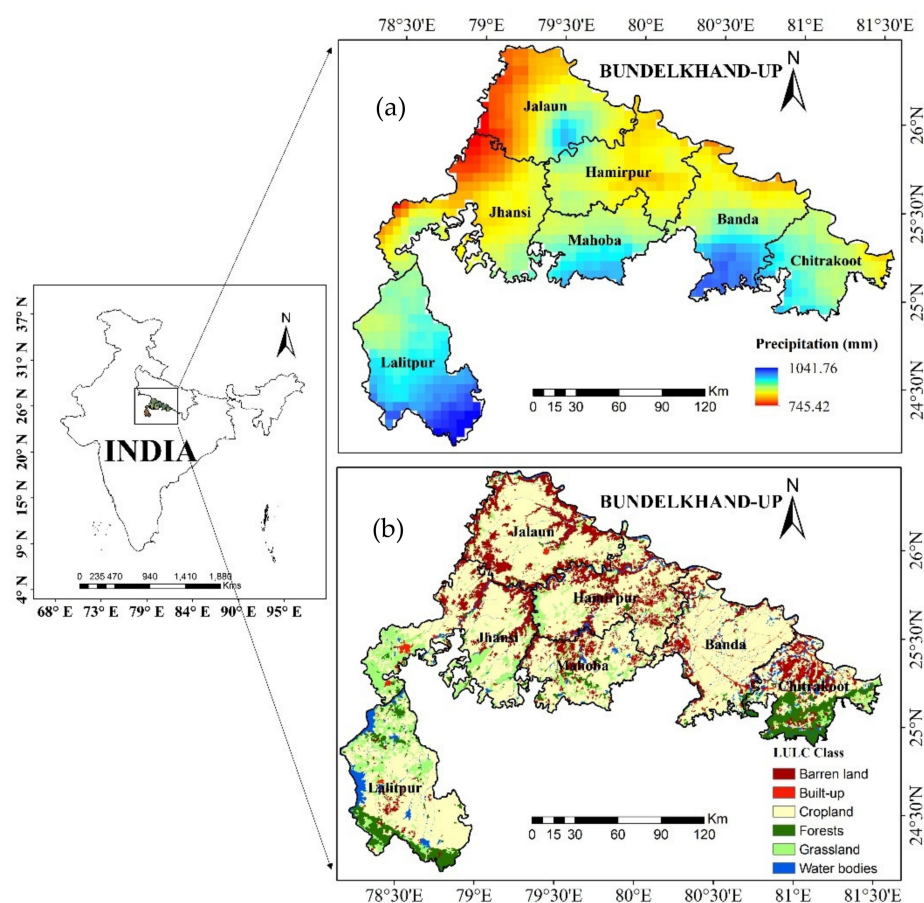 78°30'E 79°E 79°30'E 80°E 80°30'E 81°E 81°30'E
BUNDELKHAND-UP
N
(a)
Jalaun
Hamirpur
Jhansi
Mahoba
Banda
Chitrakoot
Lalitpur
Precipitation (mm)
1041.76
745.42
0 15 30 60 90 120
Km
26°N
25°30'N
25°N
24°30'N
37° N
31° N
26° N
20° N
15° N
9° N
4° N
N
INDIA
0 235 470 940 1,410 1,880
Kms
68° E 73° E 79° E 84° E 90° E 95° E
BUNDELKHAND-UP
N
(b)
Jalaun
Hamirpur
Jhansi
Mahoba
Banda
Chitrakoot
Lalitpur
LULC Class
Barren land
Built-up
Cropland
Forests
Grassland
Water bodies
0 15 30 60 90 120
Km
26°N
25°30'N
25°N
24°30'N
78°30'E 79°E 79°30'E 80°E 80°30'E 81°E 81°30'E